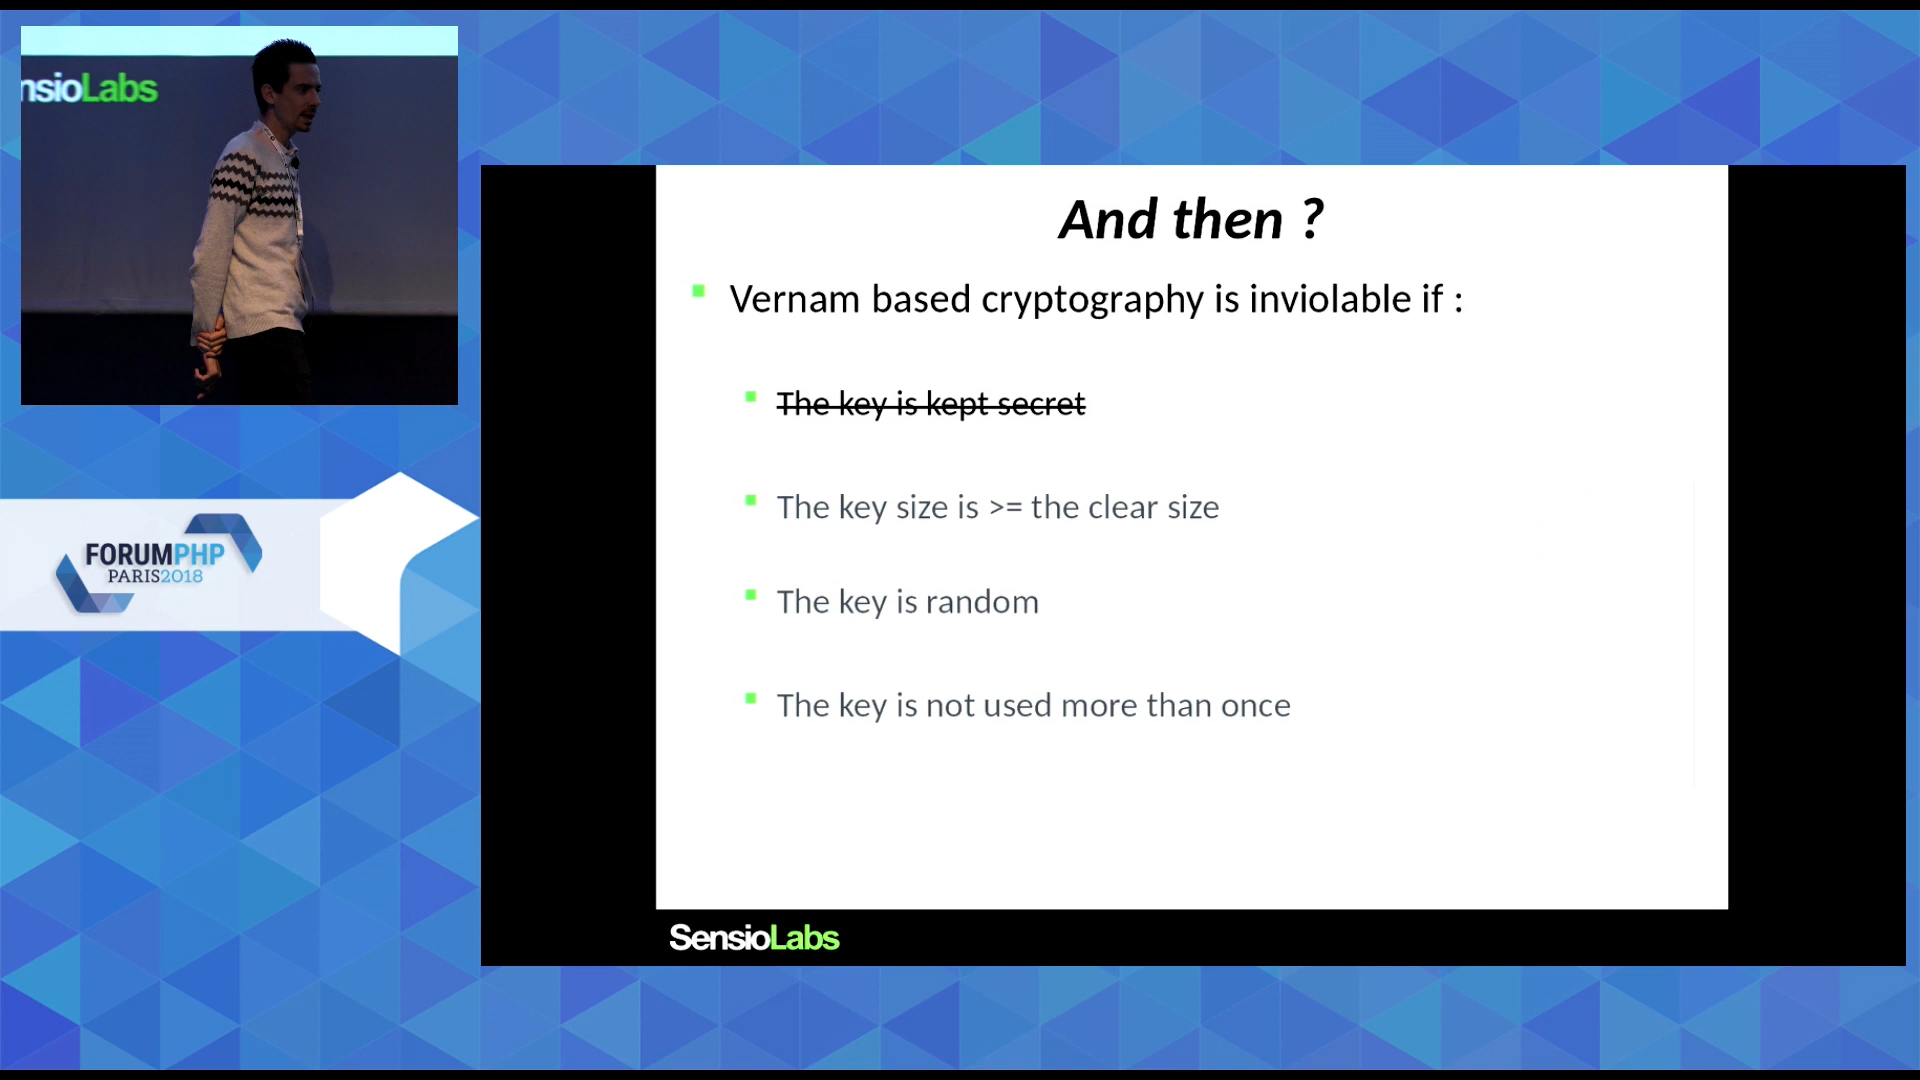 nsioLabs
And then ?
Vernam based cryptography is inviolable if :
The key is kept secret
The key size is >= the clear size
The key is random
The key is not used more than once
FORUMPHP
PARIS2018
SensioLabs